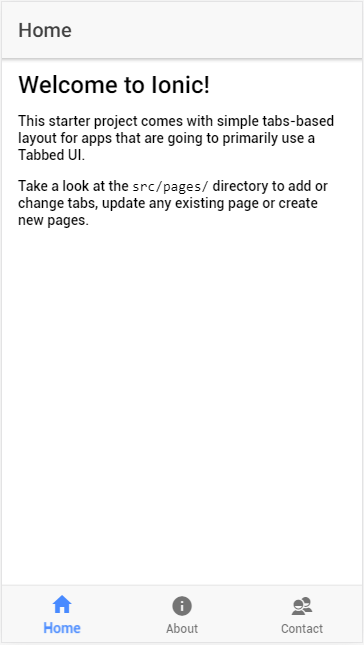 Home
Welcome to Ionic!
This starter project comes with simple tabs-based
layout for apps that are going to primarily use a
Tabbed UI.
Take a look at the src/pages/ directory to add or
change tabs, update any existing page or create
new pages.
Home About Contact